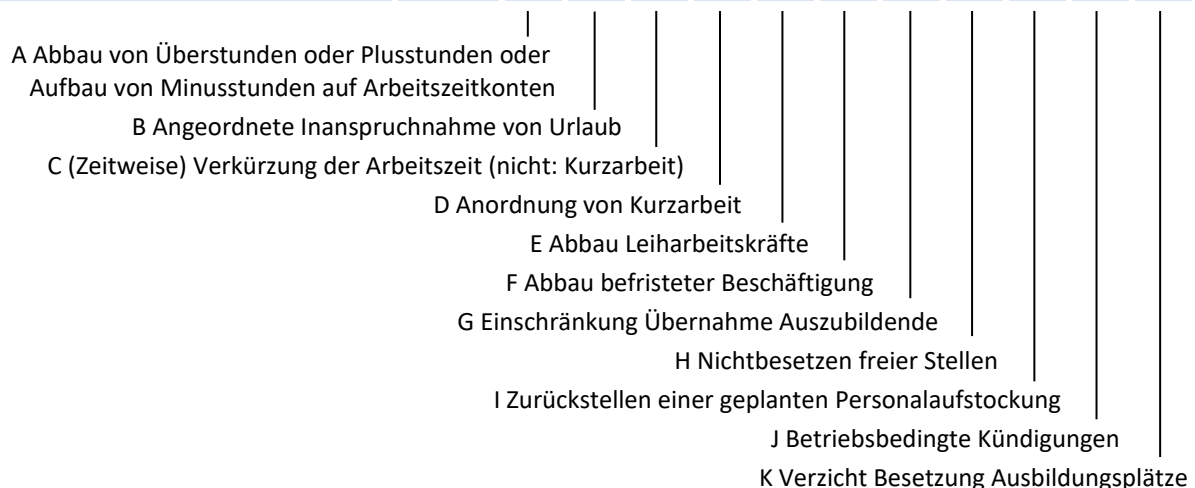 A Abbau von Überstunden oder Plusstunden oder
Aufbau von Minusstunden auf Arbeitszeitkonten
B Angeordnete Inanspruchnahme von Urlaub
C (Zeitweise) Verkürzung der Arbeitszeit (nicht: Kurzarbeit)
D Anordnung von Kurzarbeit
E Abbau Leiharbeitskräfte
F Abbau befristeter Beschäftigung
G Einschränkung Übernahme Auszubildende
H Nichtbesetzen freier Stellen
I Zurückstellen einer geplanten Personalaufstockung
J Betriebsbedingte Kündigungen
K Verzicht Besetzung Ausbildungsplätze